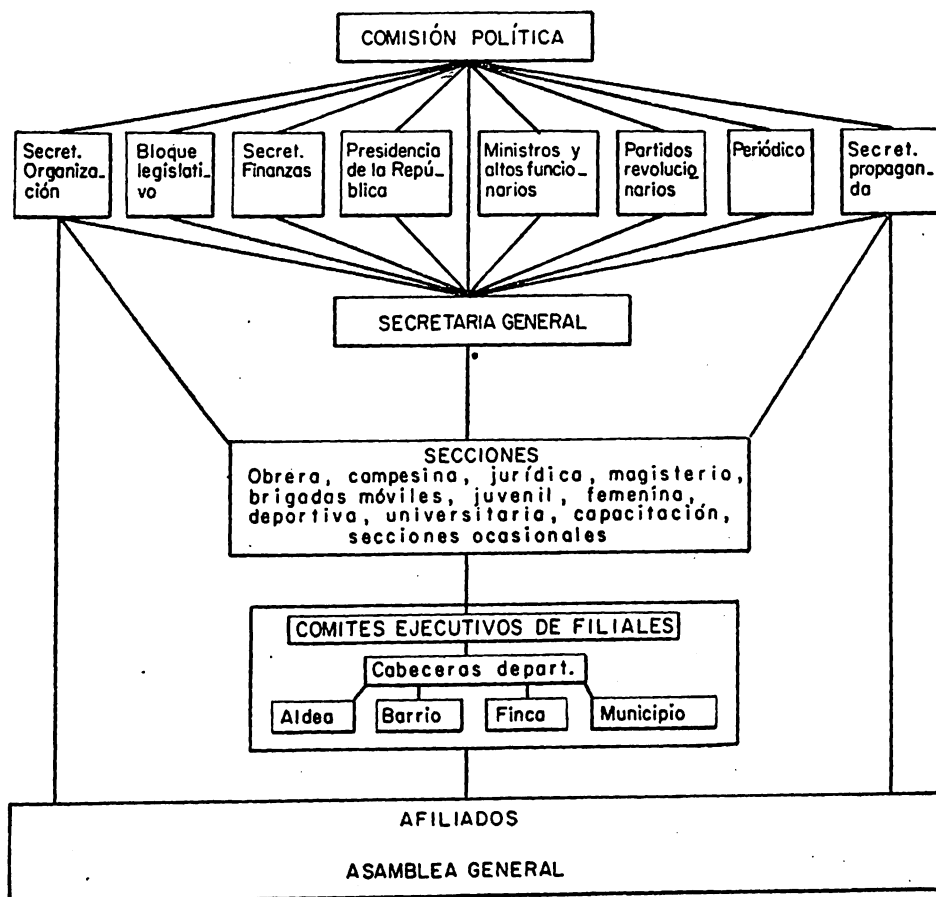 COMISIÓN POLÍTICA
Secret.
Organiza_
ción
Bloque
legislati_
vo
Secret.
Finanzas
Presidencia
de la Repú_
blica
Ministros y
altos funcio_
narios
Partidos
revolucio_
narios
Periódico
Secret.
propagan_
da
SECRETARIA GENERAL
SECCIONES
Obrera, campesina, jurídica, magisterio,
brigadas móviles, juvenil, femenina,
deportiva, universitaria, capacitación,
secciones ocasionales
COMITES EJECUTIVOS DE FILIALES
Cabeceras depart.
Aldea
Barrio
Finca
Municipio
AFILIADOS
ASAMBLEA GENERAL